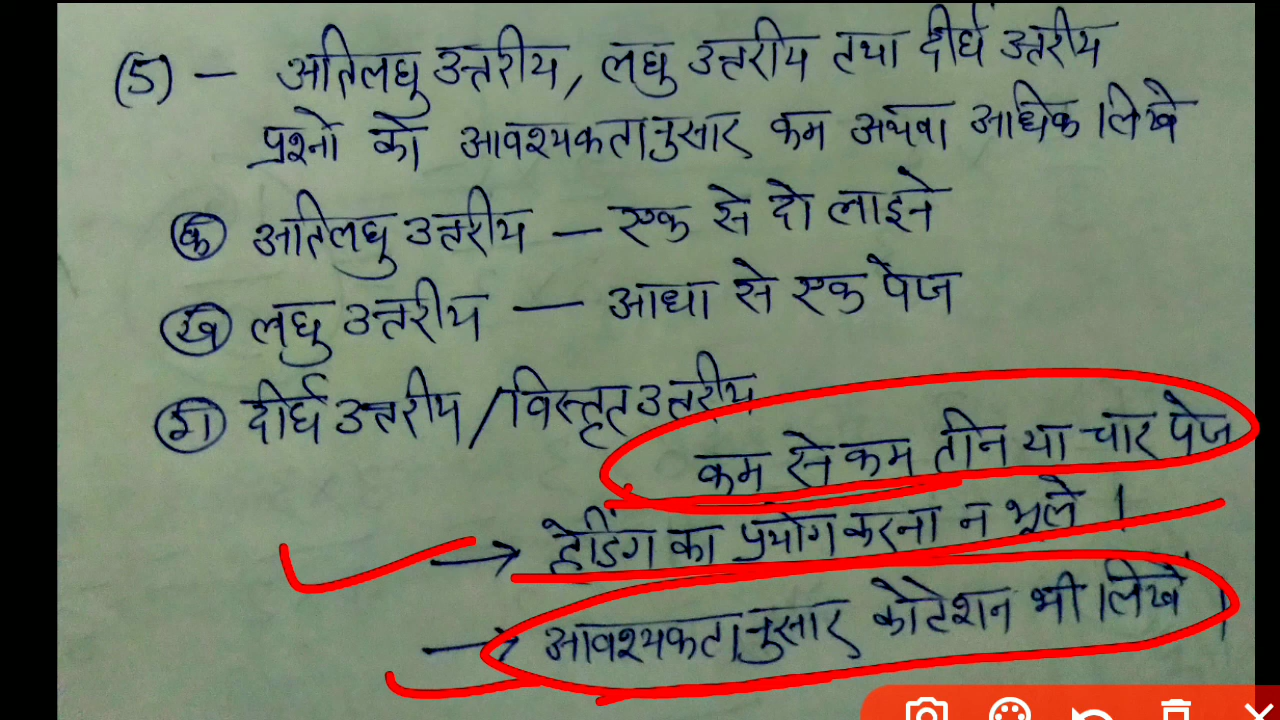 (5) - अतिलघु उत्तरीय, लघु उत्तरीय तथा दीर्घ उत्तरीय
प्रश्नो को आवश्यकतानुसार कम अथवा अधिक लिखे
(क) अतिलघु उत्तरीय - एक से दो लाइने
(ख) लघु उत्तरीय - आधा से एक पेज
(ग) दीर्घ उत्तरीय / विस्तृत उत्तरीय
कम से कम तीन या चार पेज
→ हेडिंग का प्रयोग करना न भूले ।
→ आवश्यकतानुसार कोटेशन भी लिखे ।